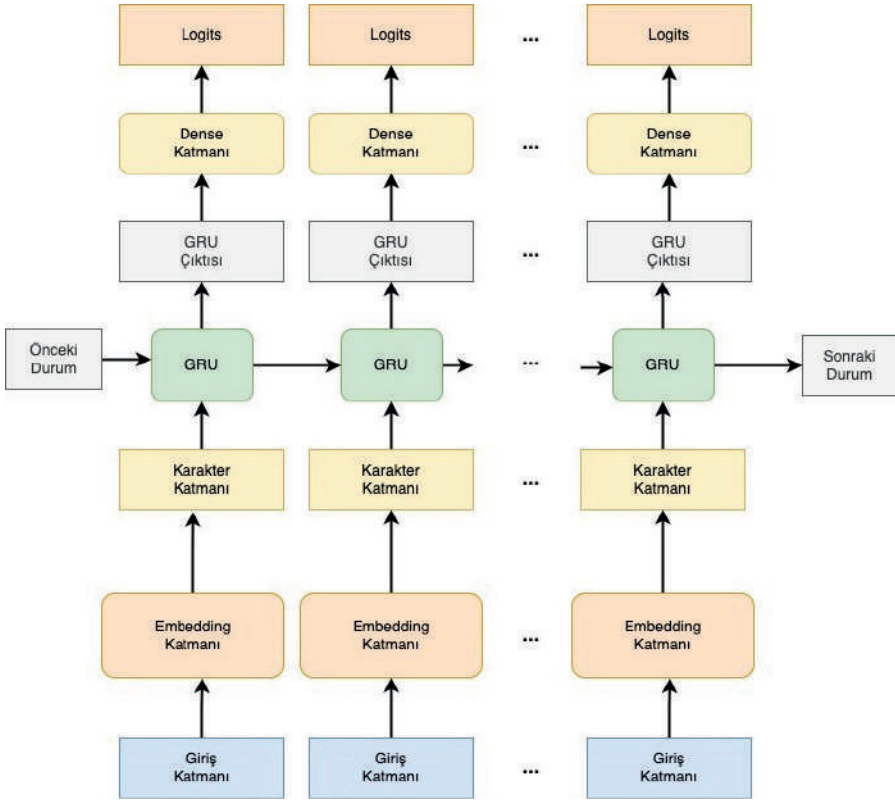 Logits
Logits
...
Logits
Dense
Katmanı
Dense
Katmanı
...
Dense
Katmanı
GRU
Çıktısı
GRU
Çıktısı
...
GRU
Çıktısı
Önceki
Durum
GRU
GRU
...
GRU
Sonraki
Durum
Karakter
Katmanı
Karakter
Katmanı
...
Karakter
Katmanı
Embedding
Katmanı
Embedding
Katmanı
...
Embedding
Katmanı
Giriş
Katmanı
Giriş
Katmanı
...
Giriş
Katmanı